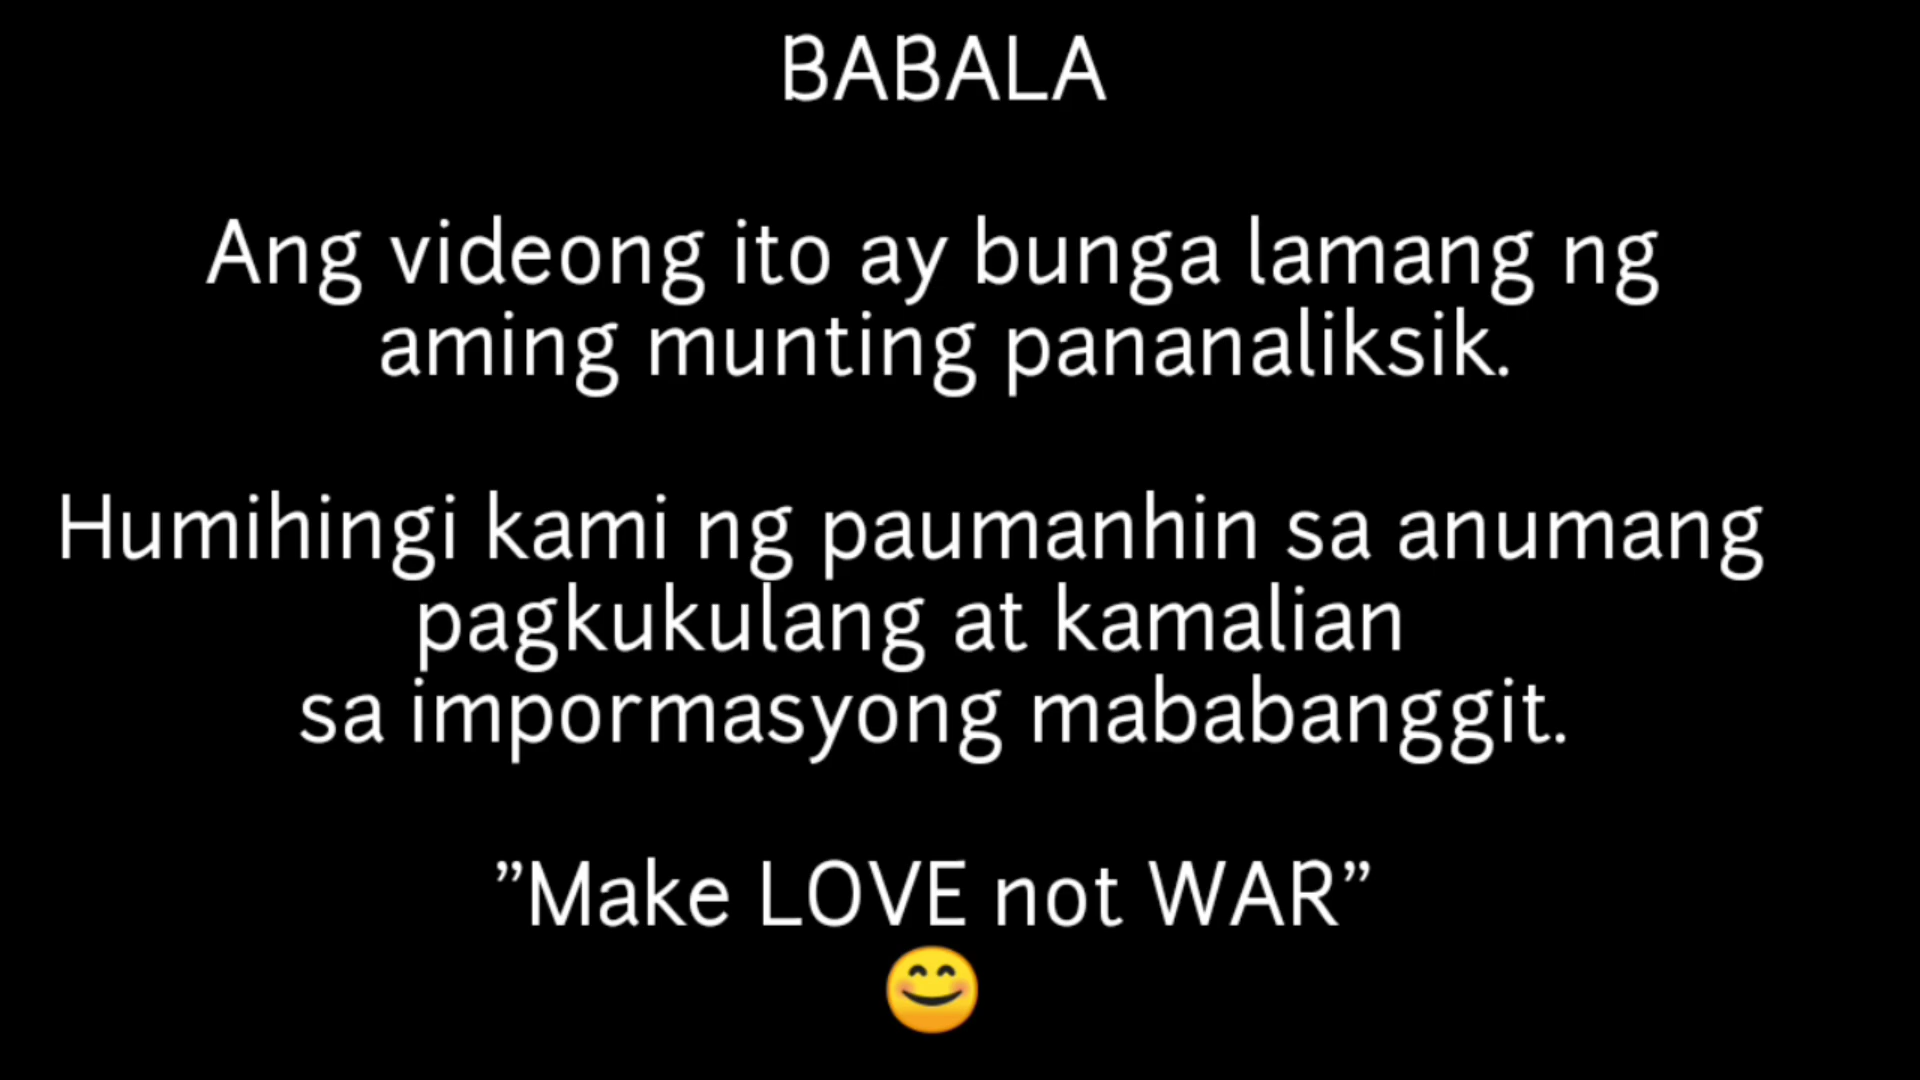 BABALA
Ang videong ito ay bunga lamang ng
aming munting pananaliksik.
Humihingi kami ng paumanhin sa anumang
pagkukulang at kamalian
sa impormasyong mababanggit.
”Make LOVE not WAR”
😊